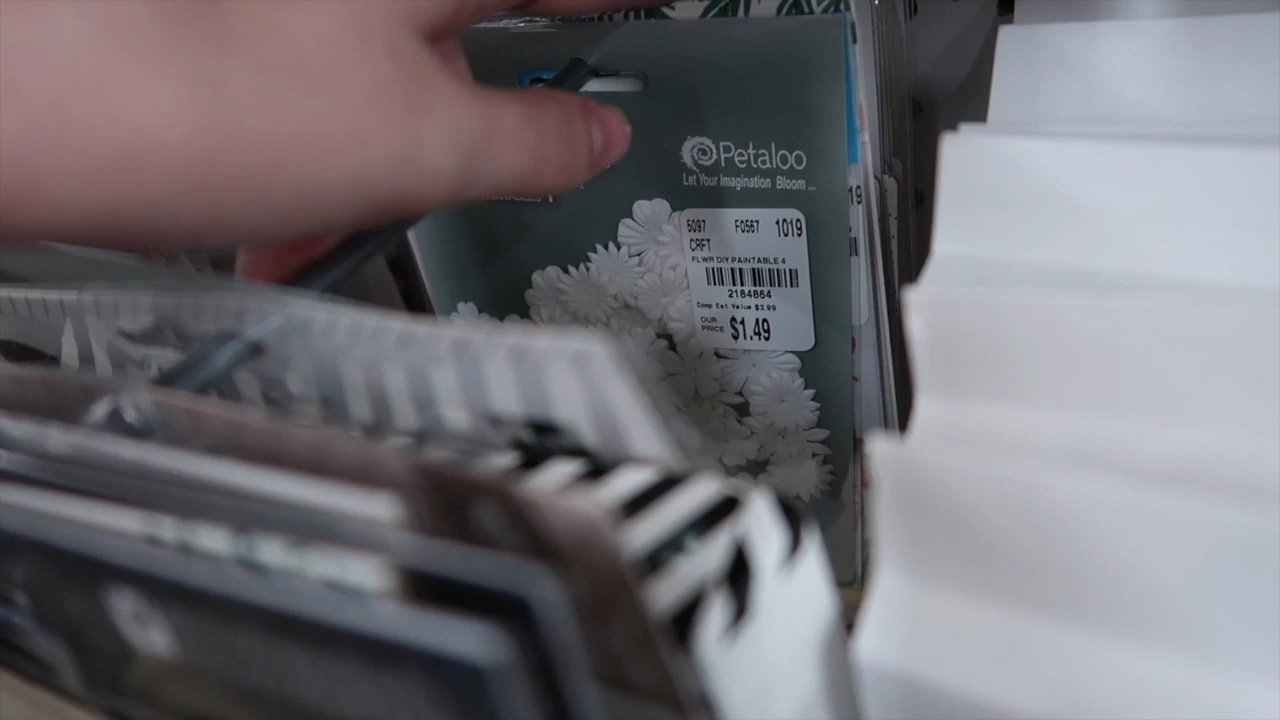 Petaloo
Let Your Imagination Bloom ...
5097 F0567 1019
CRFT
FLWR DIY PAINTABLE 4
2184864
Comp Est Value $3.99
OUR PRICE $1.49
19